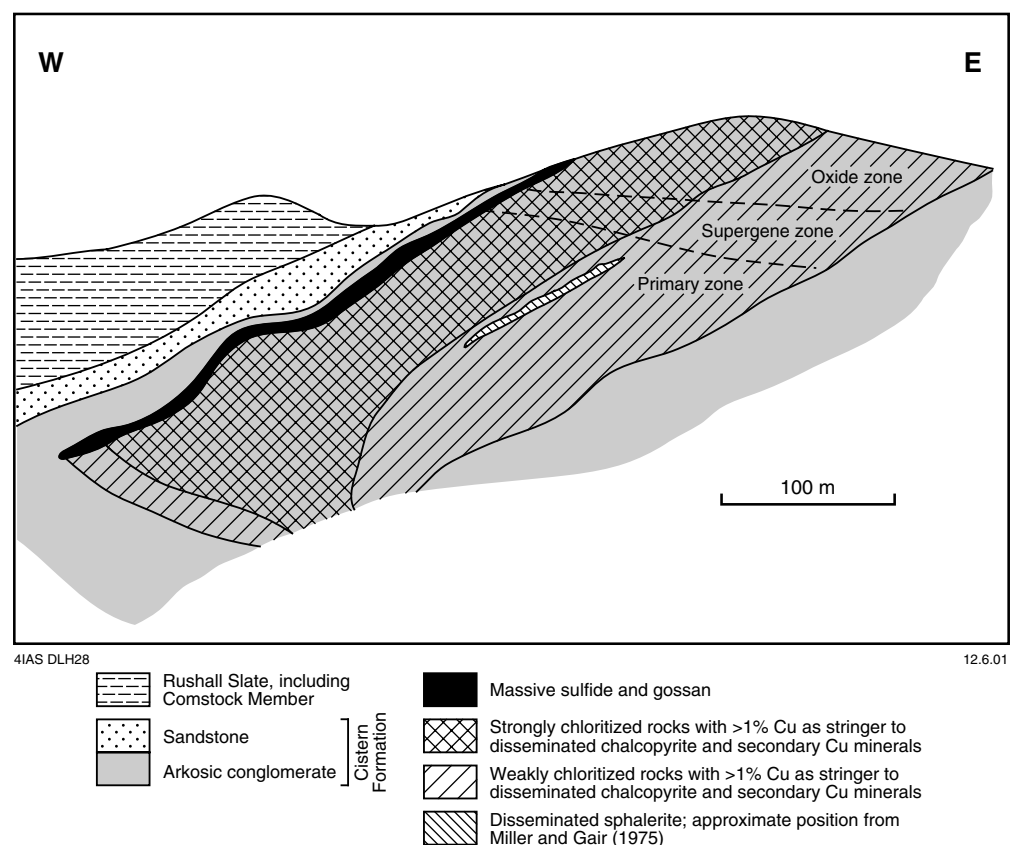 W
E
Oxide zone
Supergene zone
Primary zone
100 m
4IAS DLH28
12.6.01
Rushall Slate, including
Comstock Member
Sandstone
Arkosic conglomerate
Cistern
Formation
Massive sulfide and gossan
Strongly chloritized rocks with >1% Cu as stringer to
disseminated chalcopyrite and secondary Cu minerals
Weakly chloritized rocks with >1% Cu as stringer to
disseminated chalcopyrite and secondary Cu minerals
Disseminated sphalerite; approximate position from
Miller and Gair (1975)